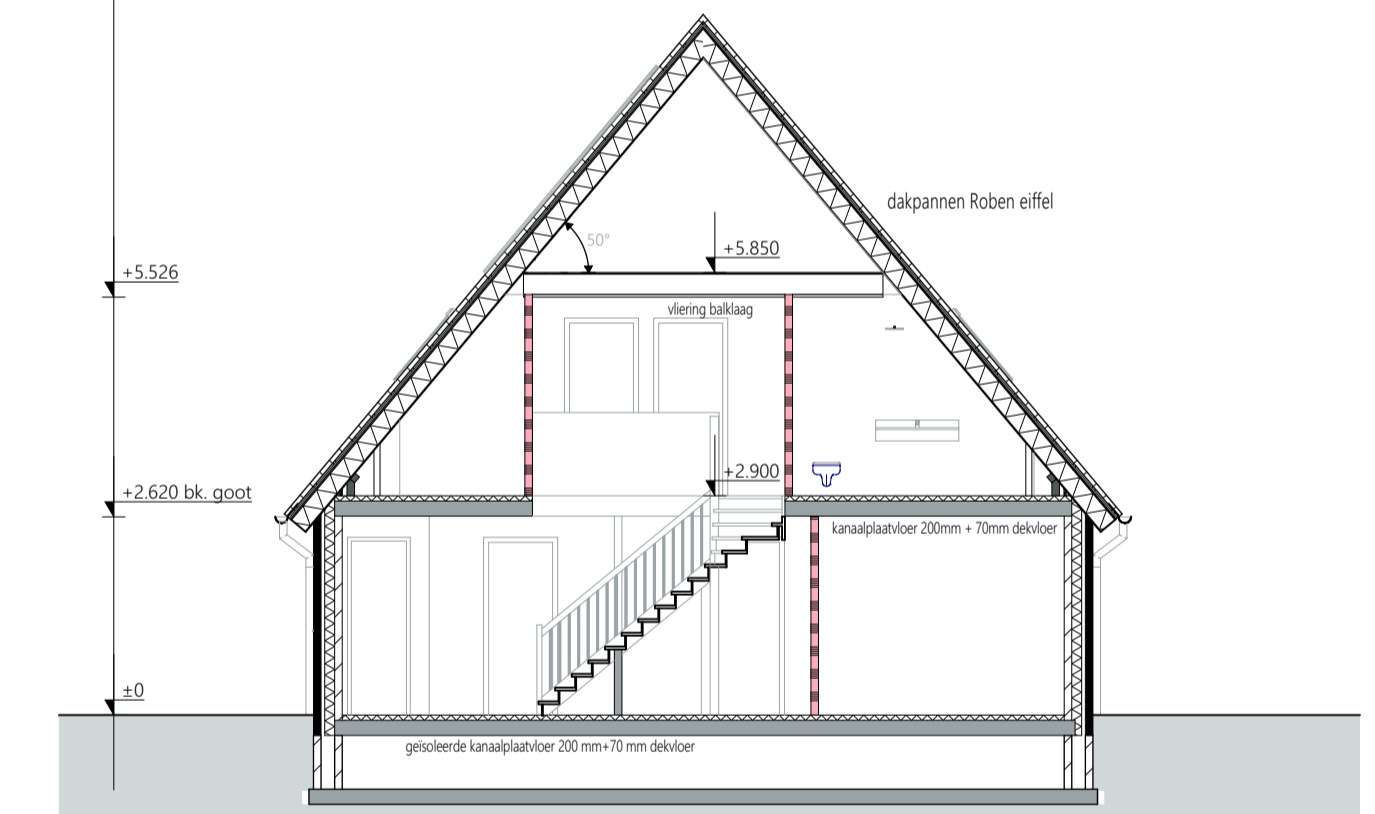 dakpannen Roben eiffel
50°
+5.850
+5.526
vliering balklaag
+2.900
+2.620 bk. goot
kanaalplaatvloer 200mm + 70mm dekvloer
±0
geïsoleerde kanaalplaatvloer 200 mm+70 mm dekvloer